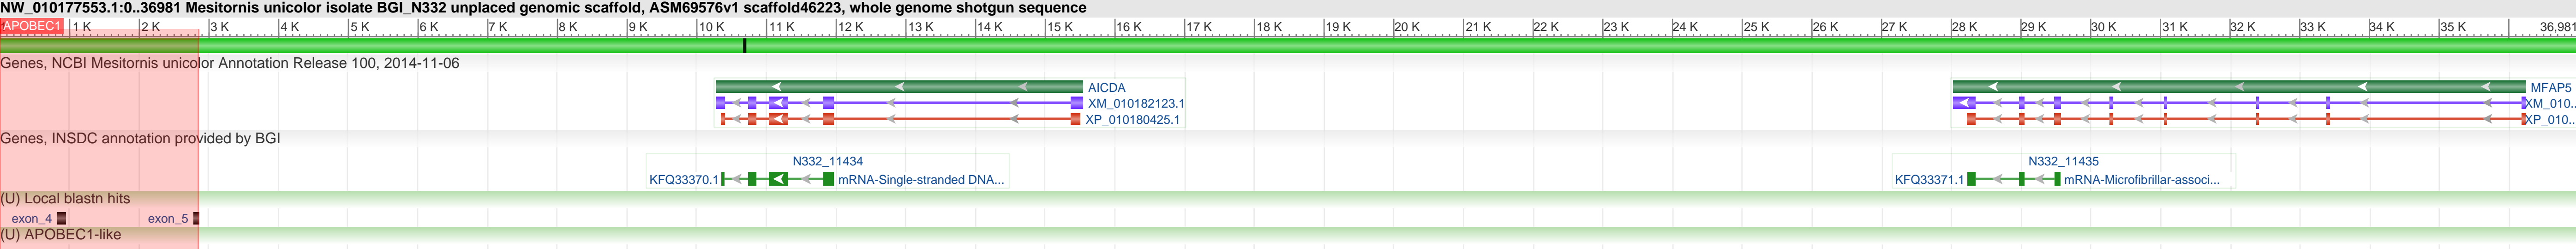 NW_010177553.1:0..36981 Mesitornis unicolor isolate BGI_N332 unplaced genomic scaffold, ASM69576v1 scaffold46223, whole genome shotgun sequence
APOBEC1 1 K 2 K 3 K 4 K 5 K 6 K 7 K 8 K 9 K 10 K 11 K 12 K 13 K 14 K 15 K 16 K 17 K 18 K 19 K 20 K 21 K 22 K 23 K 24 K 25 K 26 K 27 K 28 K 29 K 30 K 31 K 32 K 33 K 34 K 35 K 36,981
Genes, NCBI Mesitornis unicolor Annotation Release 100, 2014-11-06
AICDA MFAP5
XM_010182123.1 XM_010...
XP_010180425.1 XP_010...
Genes, INSDC annotation provided by BGI
N332_11434 N332_11435
KFQ33370.1 mRNA-Single-stranded DNA... KFQ33371.1 mRNA-Microfibrillar-associ...
(U) Local blastn hits
exon_4 exon_5
(U) APOBEC1-like